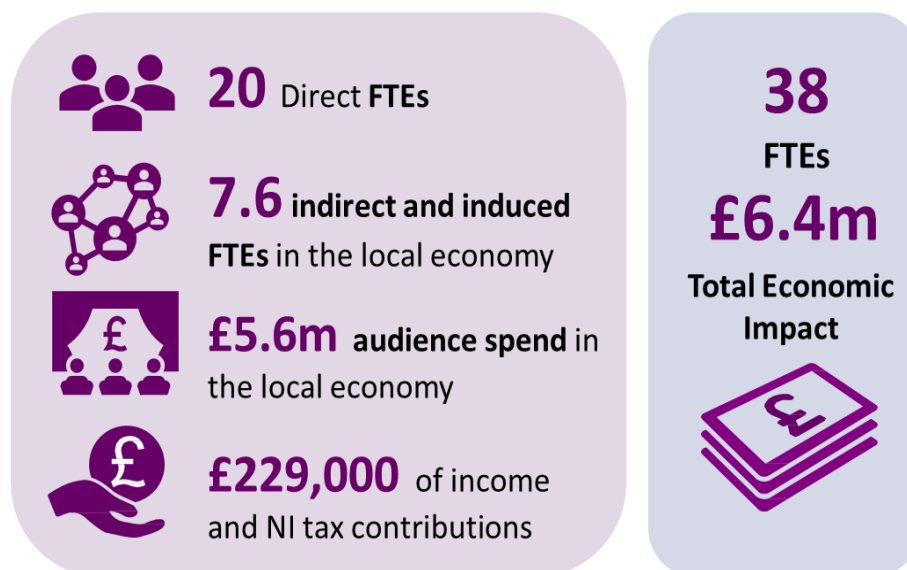 20 Direct FTEs
7.6 indirect and induced
FTEs in the local economy
£
£5.6m audience spend in
the local economy
£
£229,000 of income
and NI tax contributions
38
FTEs
£6.4m
Total Economic
Impact
£